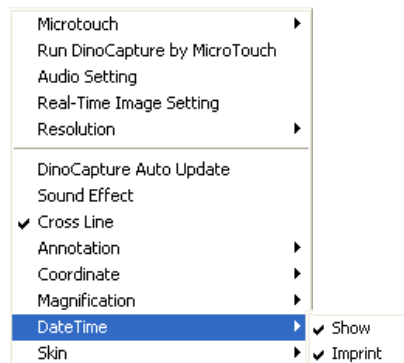 Microtouch
Run DinoCapture by MicroTouch
Audio Setting
Real-Time Image Setting
Resolution
DinoCapture Auto Update
Sound Effect
Cross Line
Annotation
Coordinate
Magnification
DateTime
Show
Skin
Imprint